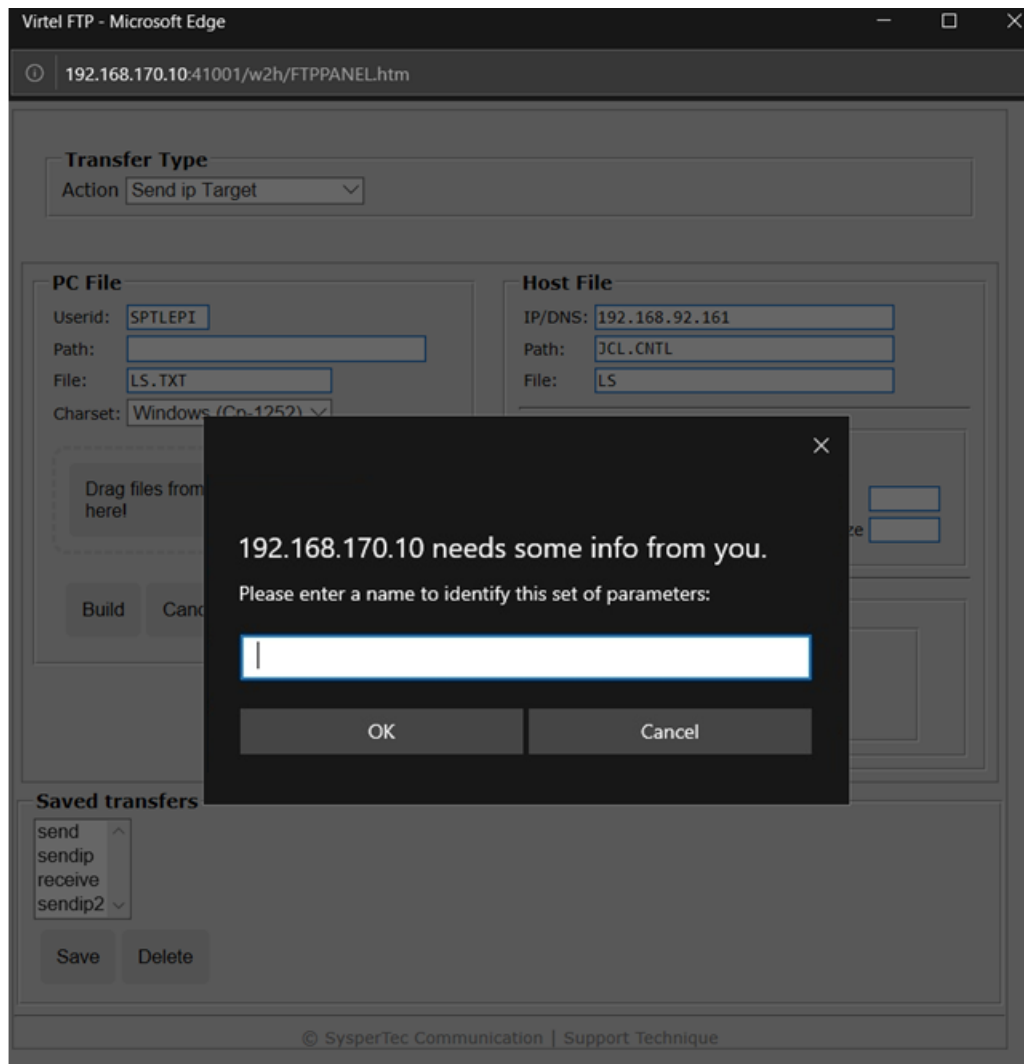 Virtel FTP - Microsoft Edge
192.168.170.10:41001/w2h/FTPPANEL.htm
Transfer Type
Action Send ip Target
PC File
Userid: SPTLEPI
Path:
File: LS.TXT
Charset: Windows (Cp-1252)
Drag files from
here!
Build
Host File
IP/DNS: 192.168.92.161
Path: JCL.CNTL
File: LS
192.168.170.10 needs some info from you.
Please enter a name to identify this set of parameters:
OK Cancel
Saved transfers
send
sendip
receive
sendip2
Save Delete
© SysperTec Communication | Support Technique